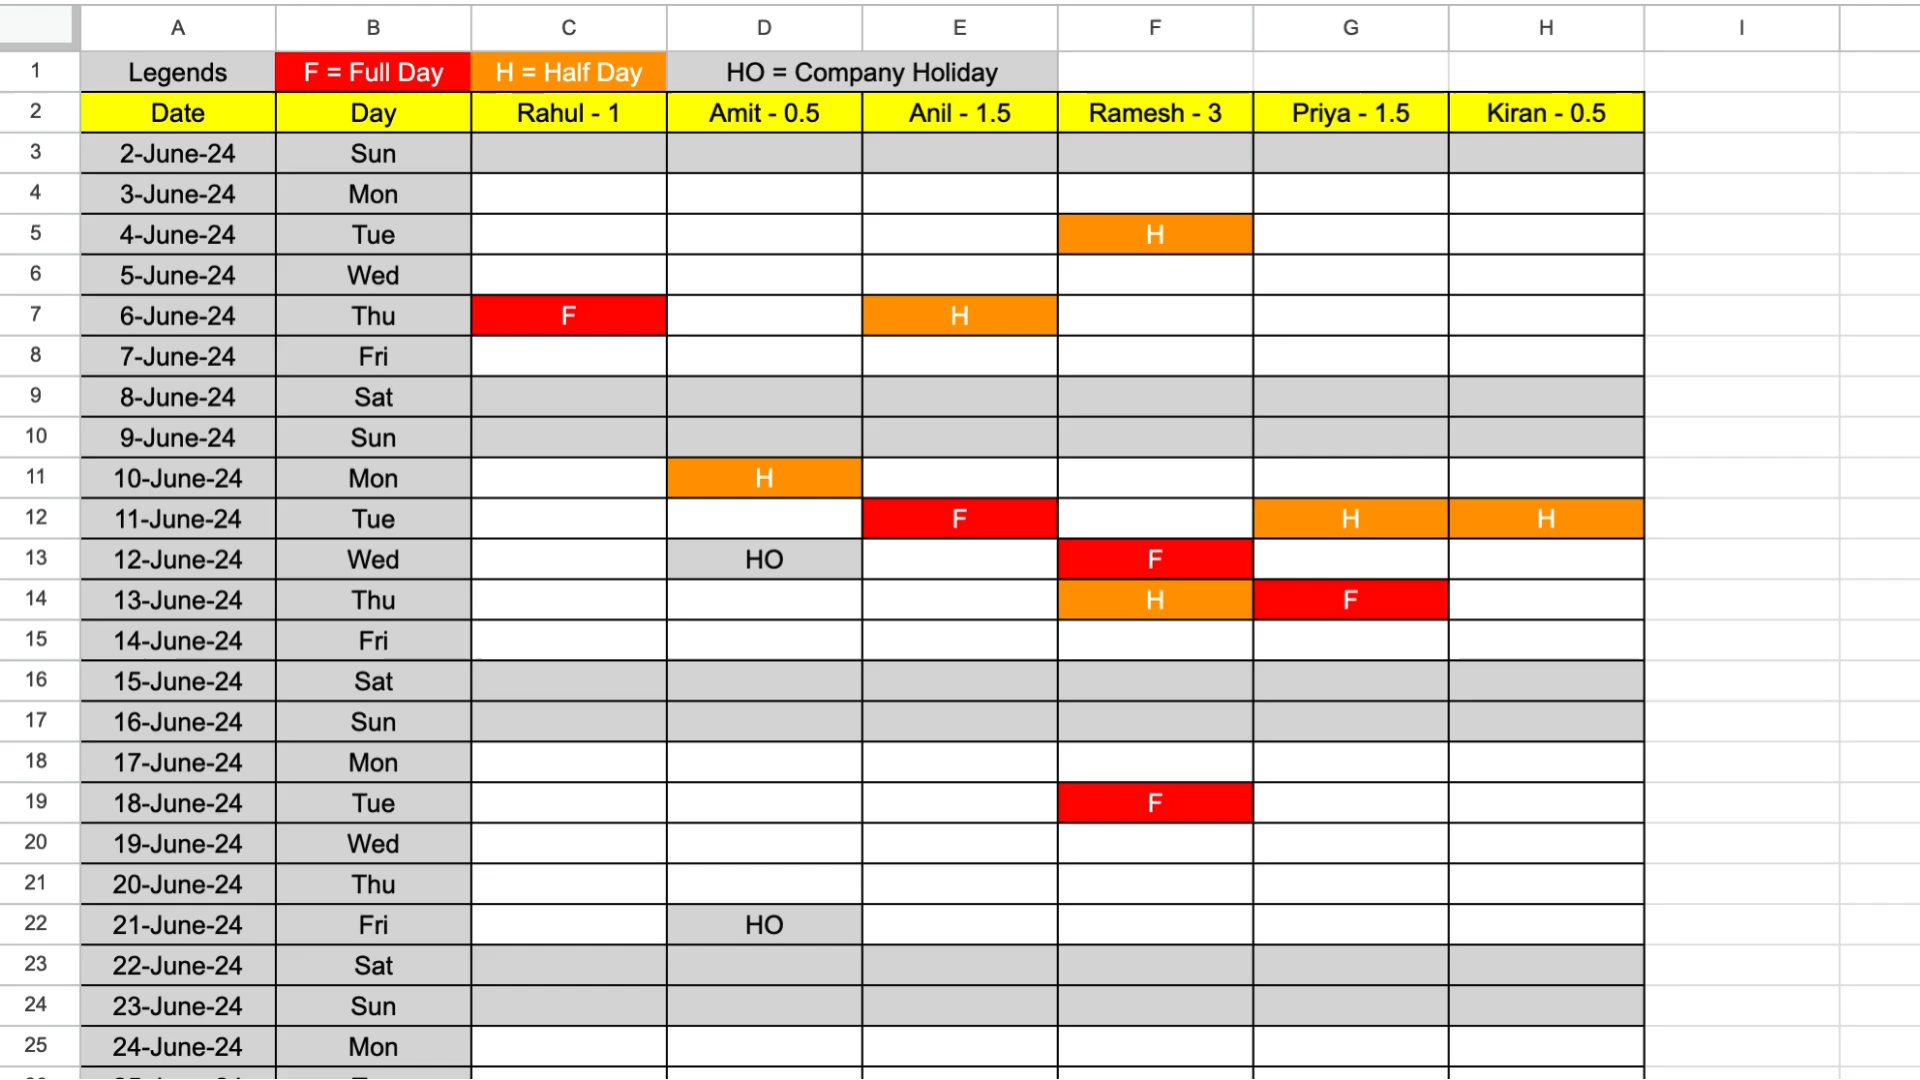 A B C D E F G H I
1 Legends F = Full Day H = Half Day HO = Company Holiday
2 Date Day Rahul - 1 Amit - 0.5 Anil - 1.5 Ramesh - 3 Priya - 1.5 Kiran - 0.5
3 2-June-24 Sun
4 3-June-24 Mon
5 4-June-24 Tue H
6 5-June-24 Wed
7 6-June-24 Thu F H
8 7-June-24 Fri
9 8-June-24 Sat
10 9-June-24 Sun
11 10-June-24 Mon H
12 11-June-24 Tue F H H
13 12-June-24 Wed HO F
14 13-June-24 Thu H F
15 14-June-24 Fri
16 15-June-24 Sat
17 16-June-24 Sun
18 17-June-24 Mon
19 18-June-24 Tue F
20 19-June-24 Wed
21 20-June-24 Thu
22 21-June-24 Fri HO
23 22-June-24 Sat
24 23-June-24 Sun
25 24-June-24 Mon